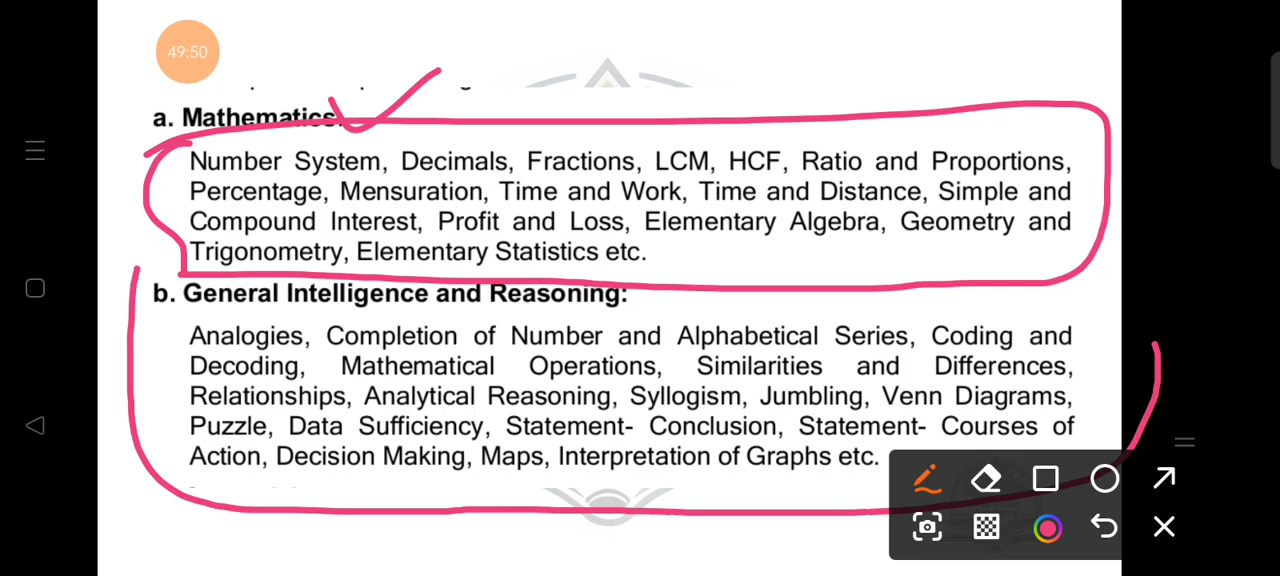 49:50
a. Mathematics:
Number System, Decimals, Fractions, LCM, HCF, Ratio and Proportions,
Percentage, Mensuration, Time and Work, Time and Distance, Simple and
Compound Interest, Profit and Loss, Elementary Algebra, Geometry and
Trigonometry, Elementary Statistics etc.
b. General Intelligence and Reasoning:
Analogies, Completion of Number and Alphabetical Series, Coding and
Decoding, Mathematical Operations, Similarities and Differences,
Relationships, Analytical Reasoning, Syllogism, Jumbling, Venn Diagrams,
Puzzle, Data Sufficiency, Statement- Conclusion, Statement- Courses of
Action, Decision Making, Maps, Interpretation of Graphs etc.